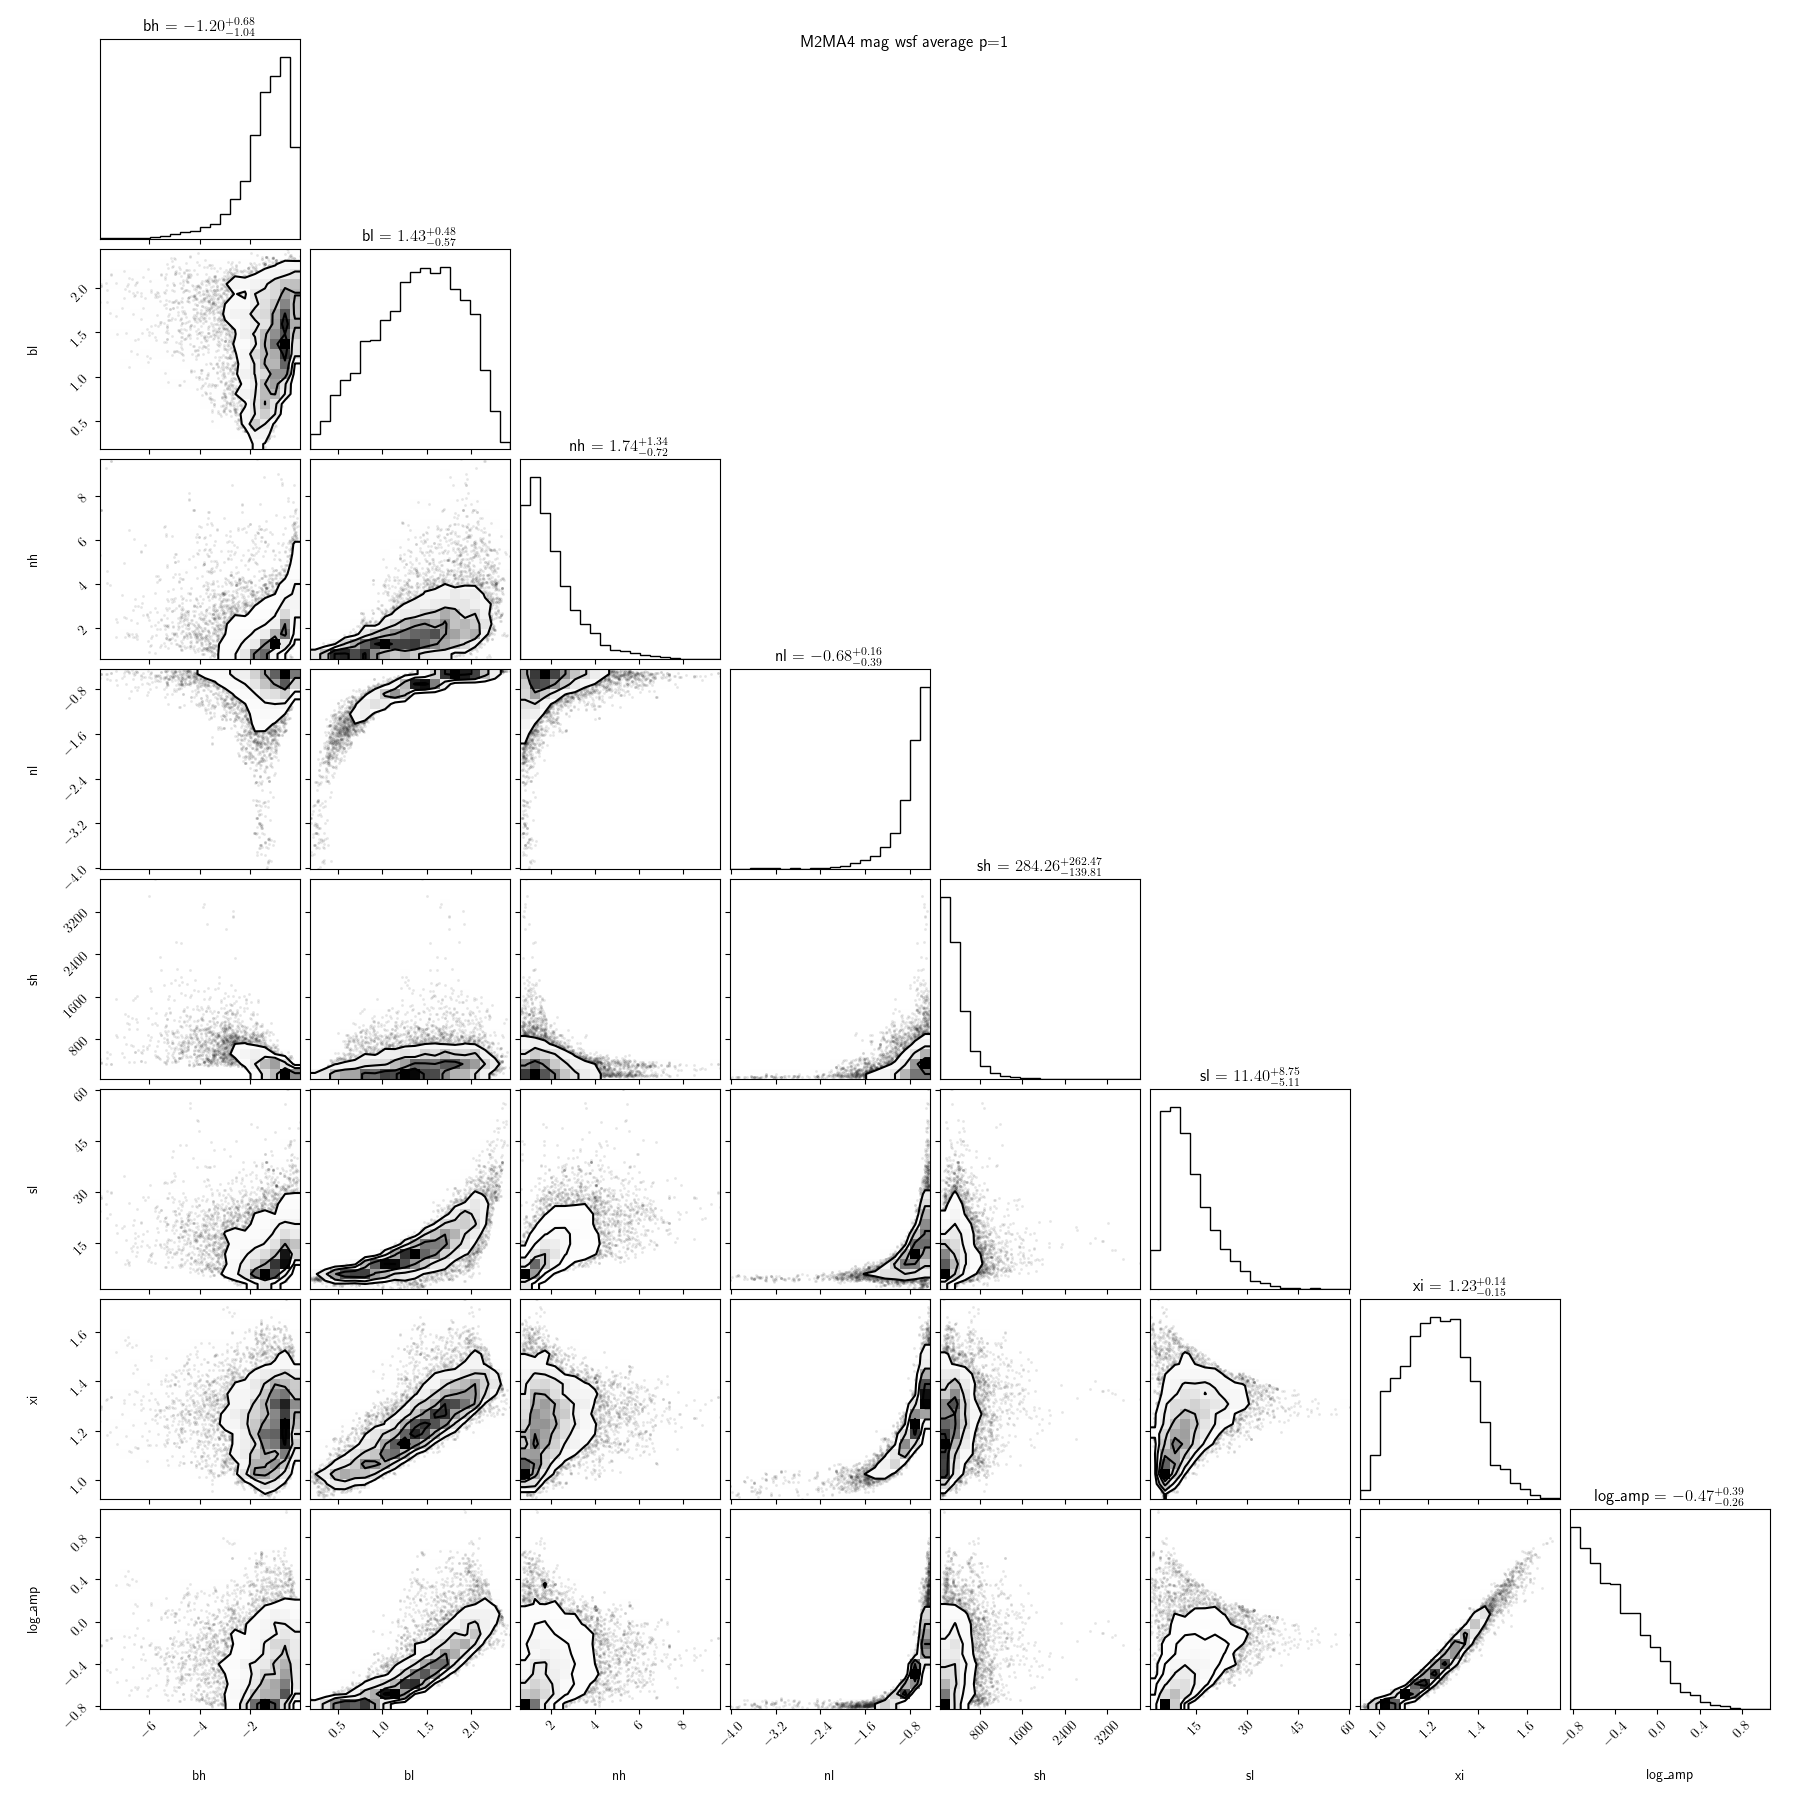 M2MA4 mag wsf average p=1
bh = −1.20+0.68−1.04
bl = 1.43+0.48−0.57
2.0
1.5
1.0
0.5
bl
nh = 1.74+1.34−0.72
8
6
4
2
nh
nl = −0.68+0.16−0.39
−0.8
−1.6
−2.4
−3.2
−4.0
nl
sh = 284.26+262.47−139.81
3200
2400
1600
800
sh
sl = 11.40+8.75−5.11
60
45
30
15
sl
xi = 1.23+0.14−0.15
1.6
1.4
1.2
1.0
xi
log_amp = −0.47+0.39−0.26
0.8
0.4
0.0
−0.4
−0.8
log_amp
−6 −4 −2 0.5 1.0 1.5 2.0 2 4 6 8 −4.0 −3.2 −2.4 −1.6 −0.8 800 1600 2400 3200 15 30 45 60 1.0 1.2 1.4 1.6 −0.8 −0.4 0.0 0.4 0.8
bh bl nh nl sh sl xi log_amp